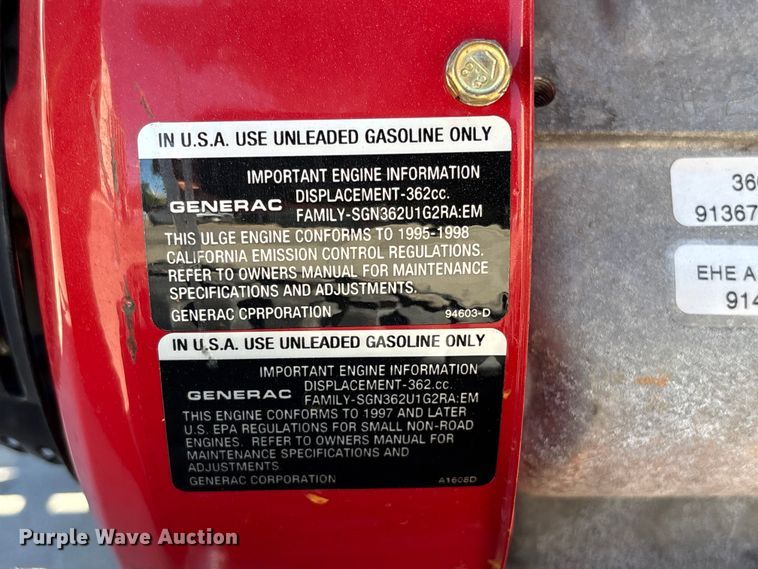 IN U.S.A. USE UNLEADED GASOLINE ONLY
IMPORTANT ENGINE INFORMATION
GENERAC
DISPLACEMENT-362cc.
FAMILY-SGN362U1G2RA:EM
THIS ULGE ENGINE CONFORMS TO 1995-1998
CALIFORNIA EMISSION CONTROL REGULATIONS.
REFER TO OWNERS MANUAL FOR MAINTENANCE
SPECIFICATIONS AND ADJUSTMENTS.
GENERAC CPRPORATION 94603-D
IN U.S.A. USE UNLEADED GASOLINE ONLY
IMPORTANT ENGINE INFORMATION
GENERAC
DISPLACEMENT-362.cc.
FAMILY-SGN362U1G2RA:EM
THIS ENGINE CONFORMS TO 1997 AND LATER
U.S. EPA REGULATIONS FOR SMALL NON-ROAD
ENGINES. REFER TO OWNERS MANUAL FOR
MAINTENANCE SPECIFICATIONS AND
ADJUSTMENTS
GENERAC CORPORATION A1608D
36
91367
EHE A
914
Purple Wave Auction